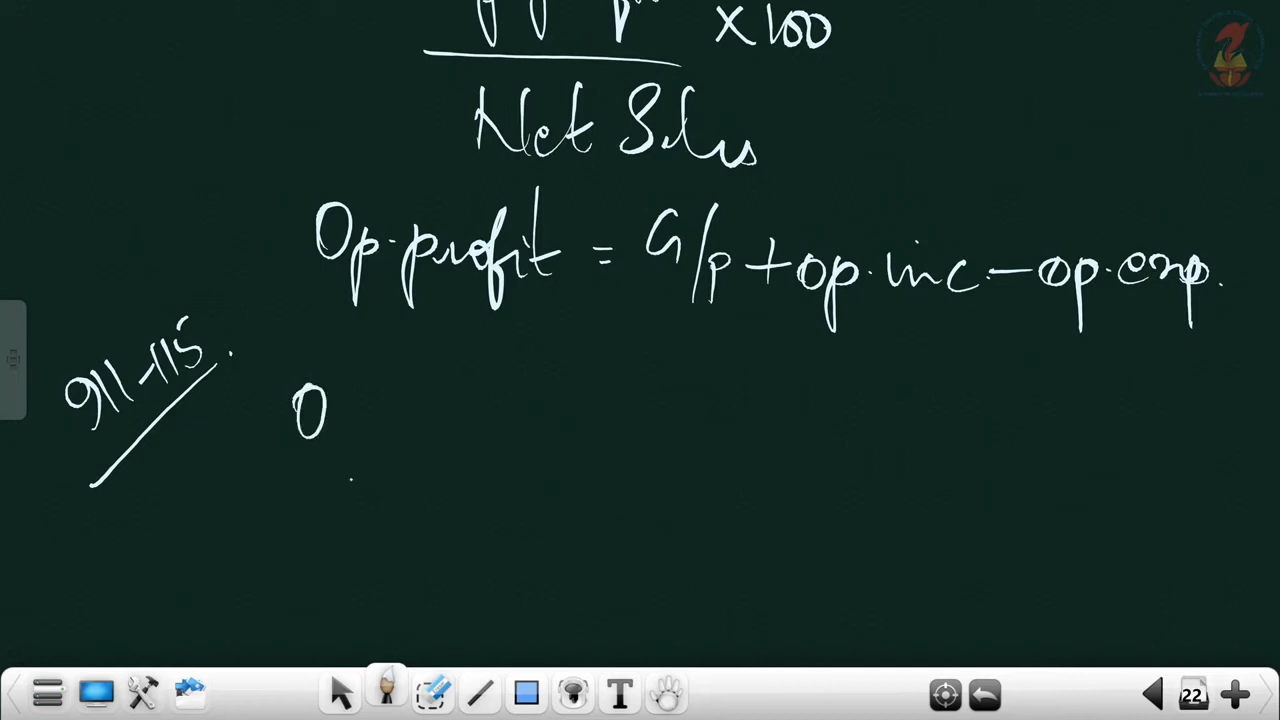 ×100
Net Sales
Op. profit = G/p + op. inc. - op. exp.
911-115.
O
22